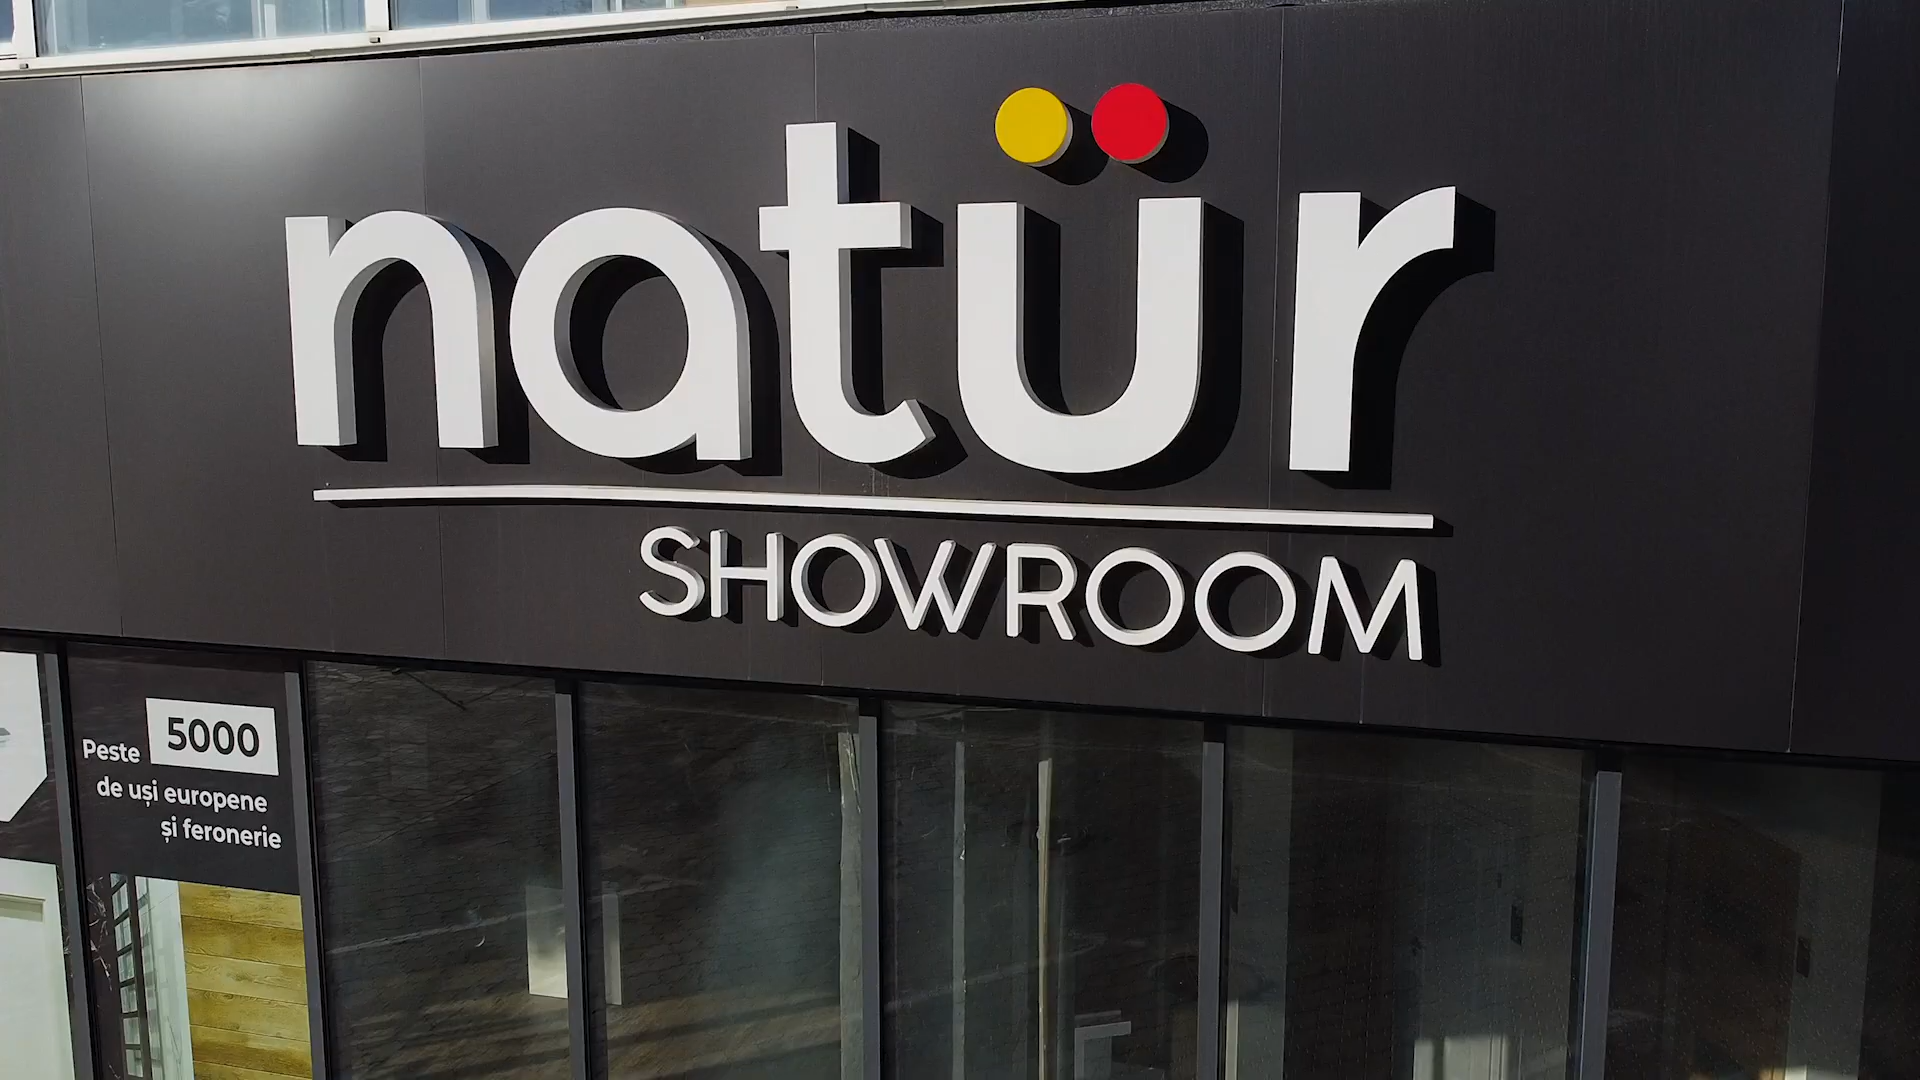 natür
SHOWROOM
Peste 5000
de uși europene
și feronerie